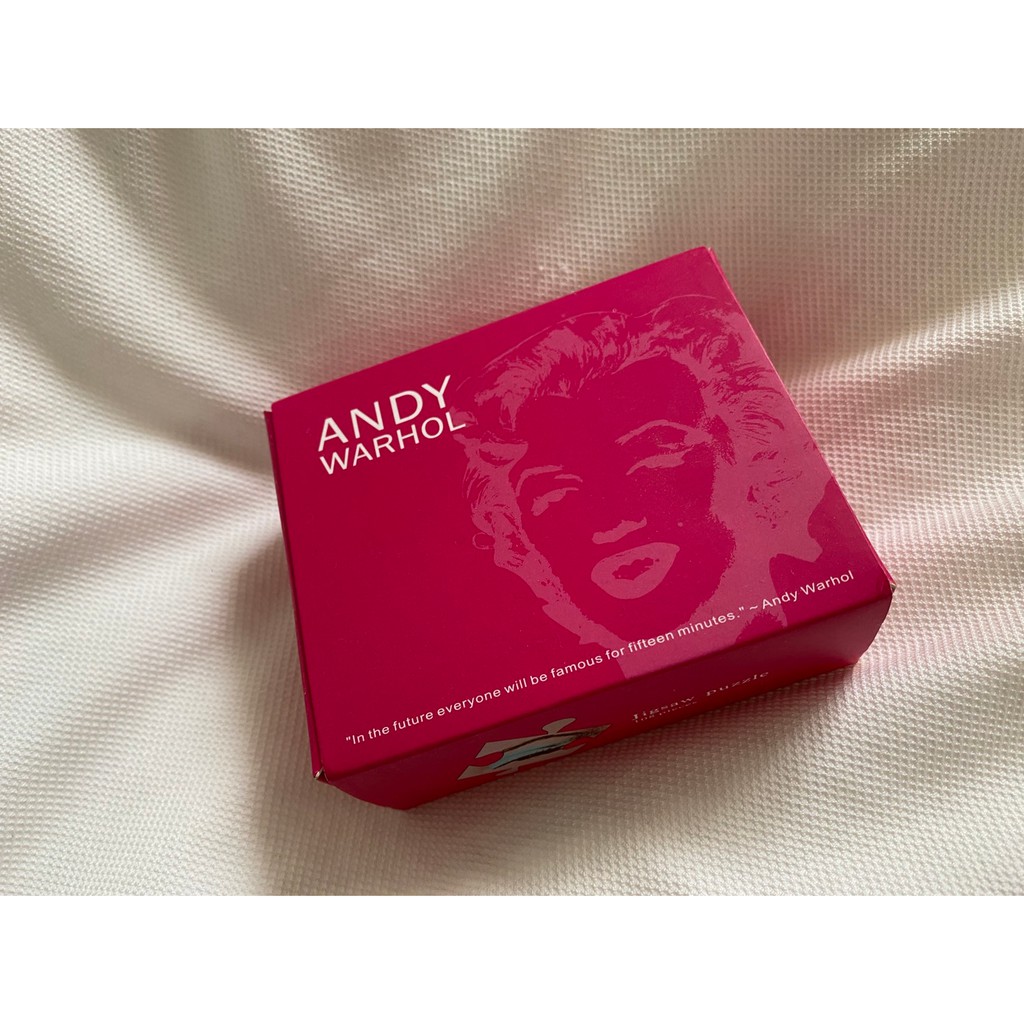 ANDY
WARHOL
"In the future everyone will be famous for fifteen minutes." ~ Andy Warhol
Jigsaw puzzle